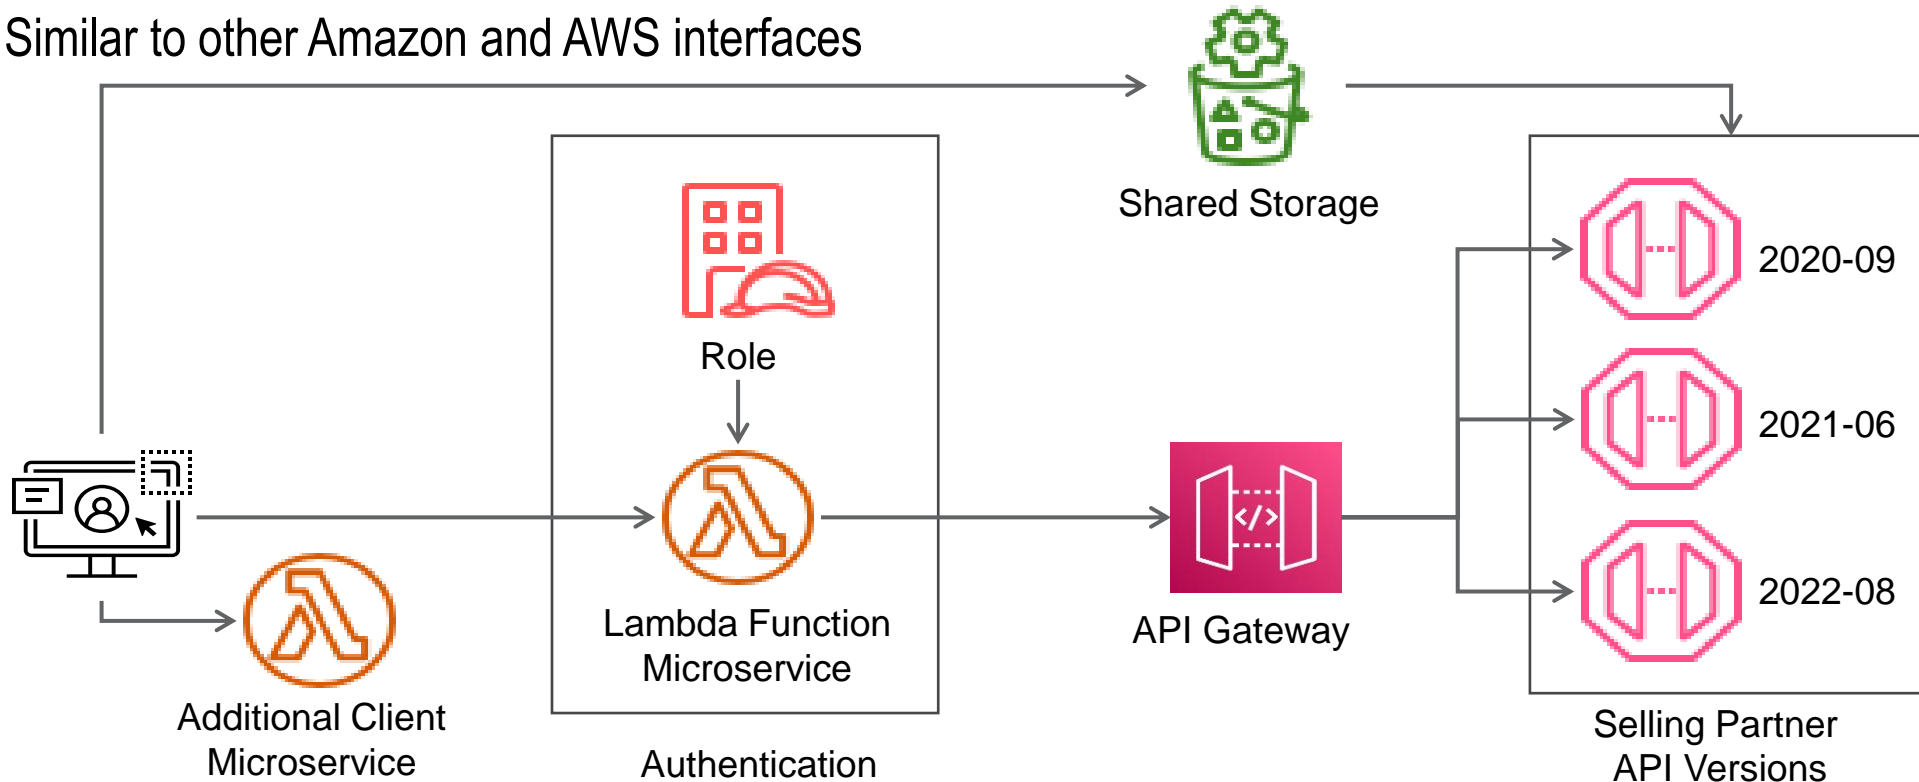 Similar to other Amazon and AWS interfaces
Shared Storage
Role
2020-09
2021-06
2022-08
Lambda Function
Microservice
API Gateway
Additional Client
Microservice
Authentication
Selling Partner
API Versions